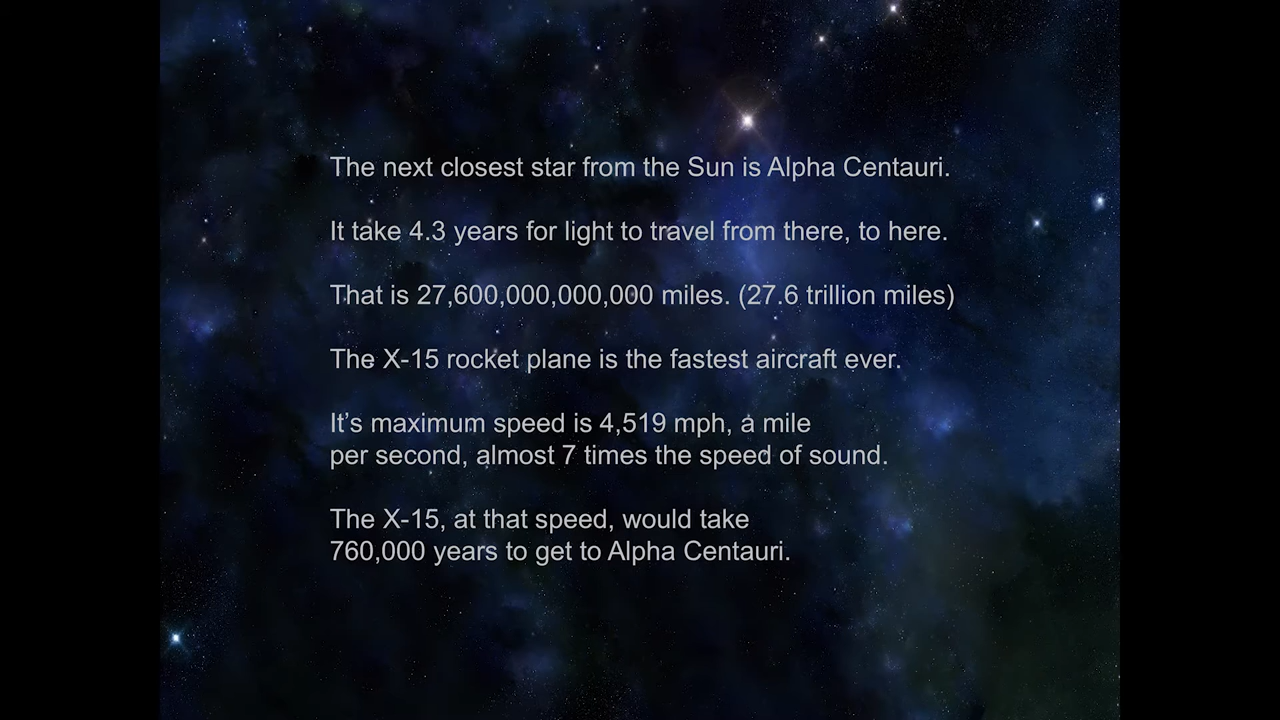 The next closest star from the Sun is Alpha Centauri.
It take 4.3 years for light to travel from there, to here.
That is 27,600,000,000,000 miles. (27.6 trillion miles)
The X-15 rocket plane is the fastest aircraft ever.
It’s maximum speed is 4,519 mph, a mile
per second, almost 7 times the speed of sound.
The X-15, at that speed, would take
760,000 years to get to Alpha Centauri.